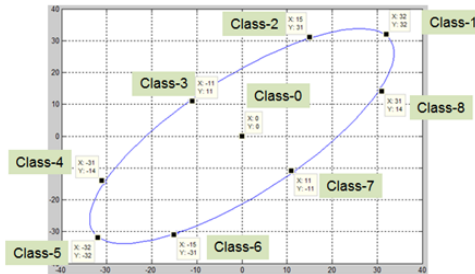 40
Class-2
X: 15
Y: 31
X: 32
Y: 32
Class-1
30
20
Class-3
X: -11
Y: 11
Class-0
X: 31
Y: 14
Class-8
10
X: 0
Y: 0
0
Class-4
X: -31
Y: -14
X: 11
Y: -11
Class-7
-10
-20
-30
Class-5
X: -32
Y: -32
X: -15
Y: -31
Class-6
-40
-40 -30 -20 -10 0 10 20 30 40